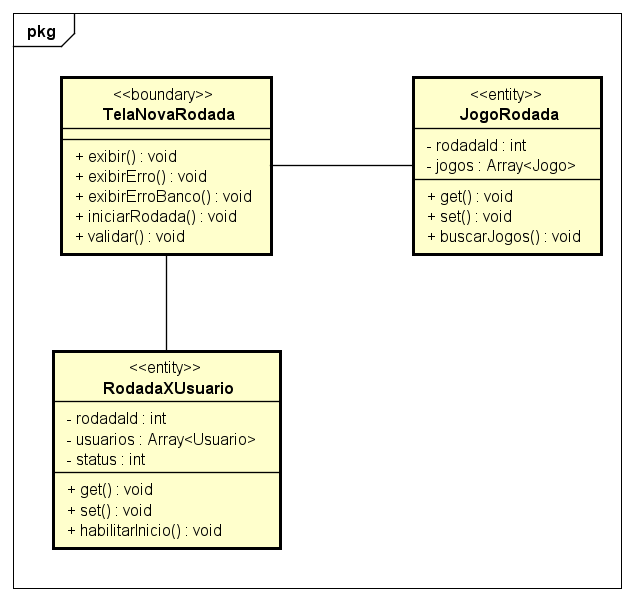 pkg
<<boundary>>
TelaNovaRodada
+ exibir() : void
+ exibirErro() : void
+ exibirErroBanco() : void
+ iniciarRodada() : void
+ validar() : void
<<entity>>
JogoRodada
- rodadaId : int
- jogos : Array<Jogo>
+ get() : void
+ set() : void
+ buscarJogos() : void
<<entity>>
RodadaXUsuario
- rodadaId : int
- usuarios : Array<Usuario>
- status : int
+ get() : void
+ set() : void
+ habilitarInicio() : void